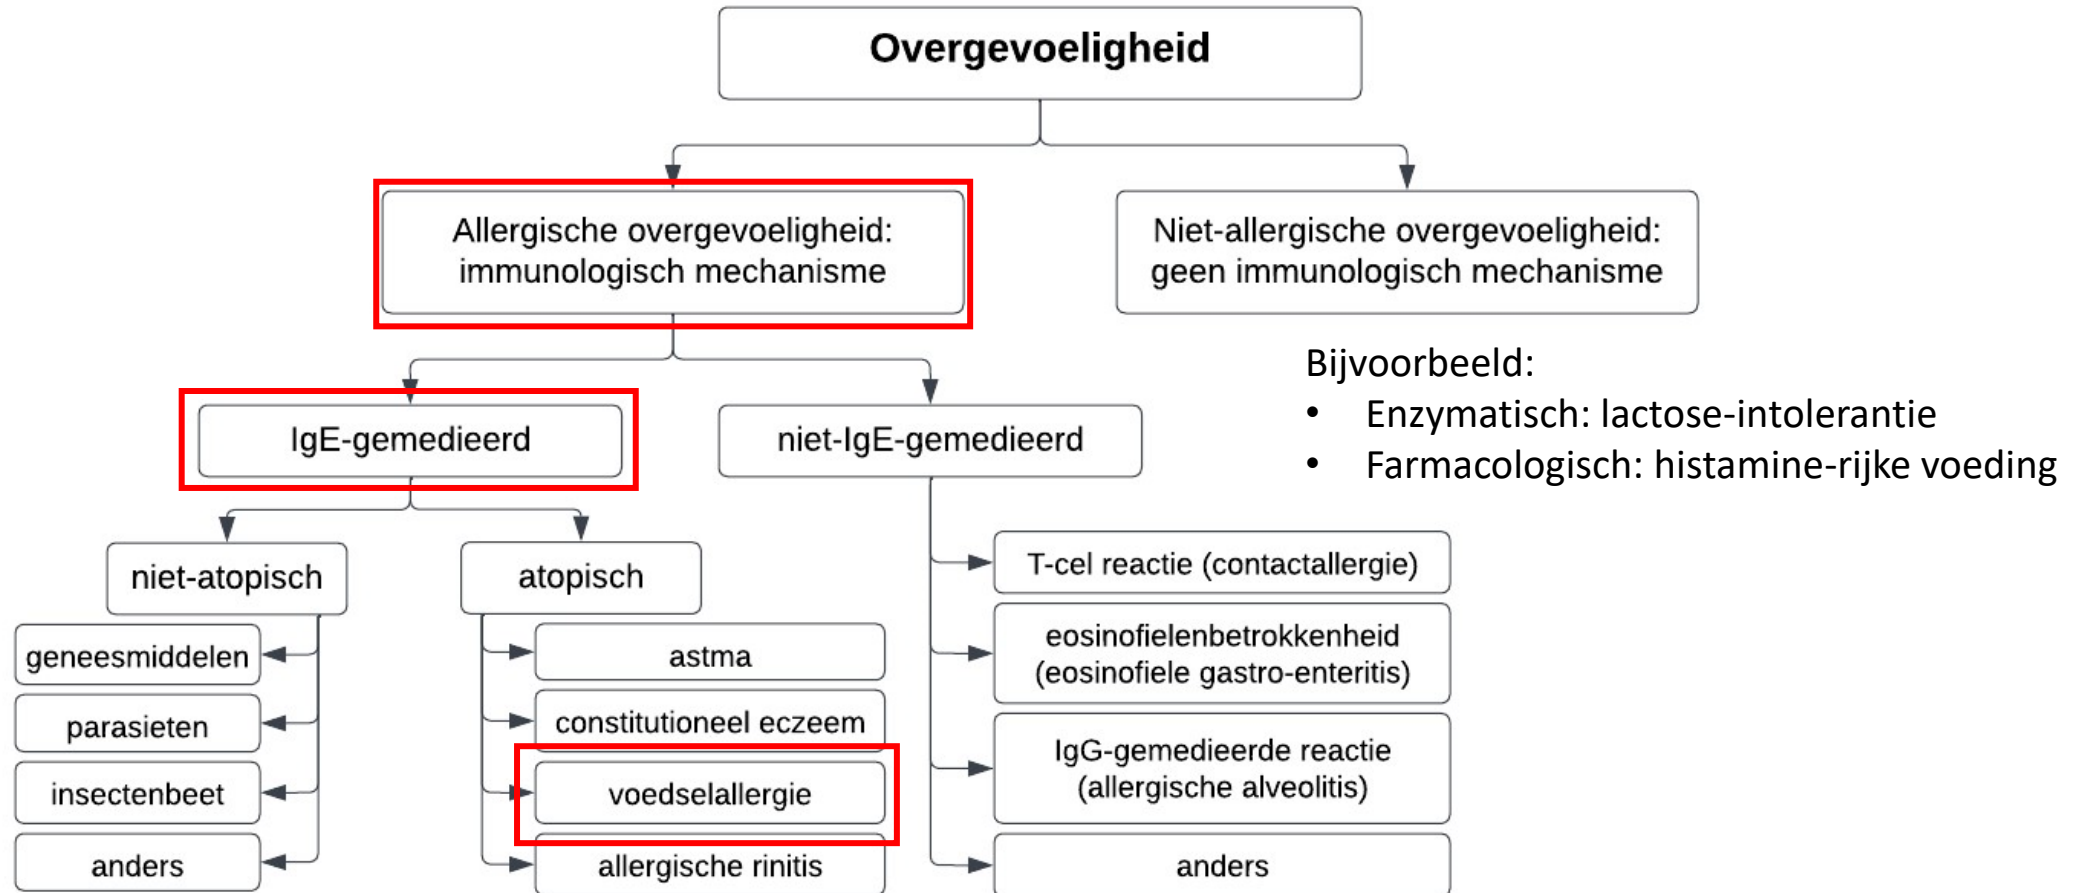 Overgevoeligheid
Allergische overgevoeligheid:
immunologisch mechanisme
Niet-allergische overgevoeligheid:
geen immunologisch mechanisme
Bijvoorbeeld:
• Enzymatisch: lactose-intolerantie
• Farmacologisch: histamine-rijke voeding
IgE-gemedieerd
niet-IgE-gemedieerd
niet-atopisch
atopisch
geneesmiddelen
parasieten
insectenbeet
anders
astma
constitutioneel eczeem
voedselallergie
allergische rinitis
T-cel reactie (contactallergie)
eosinofielenbetrokkenheid
(eosinofiele gastro-enteritis)
IgG-gemedieerde reactie
(allergische alveolitis)
anders